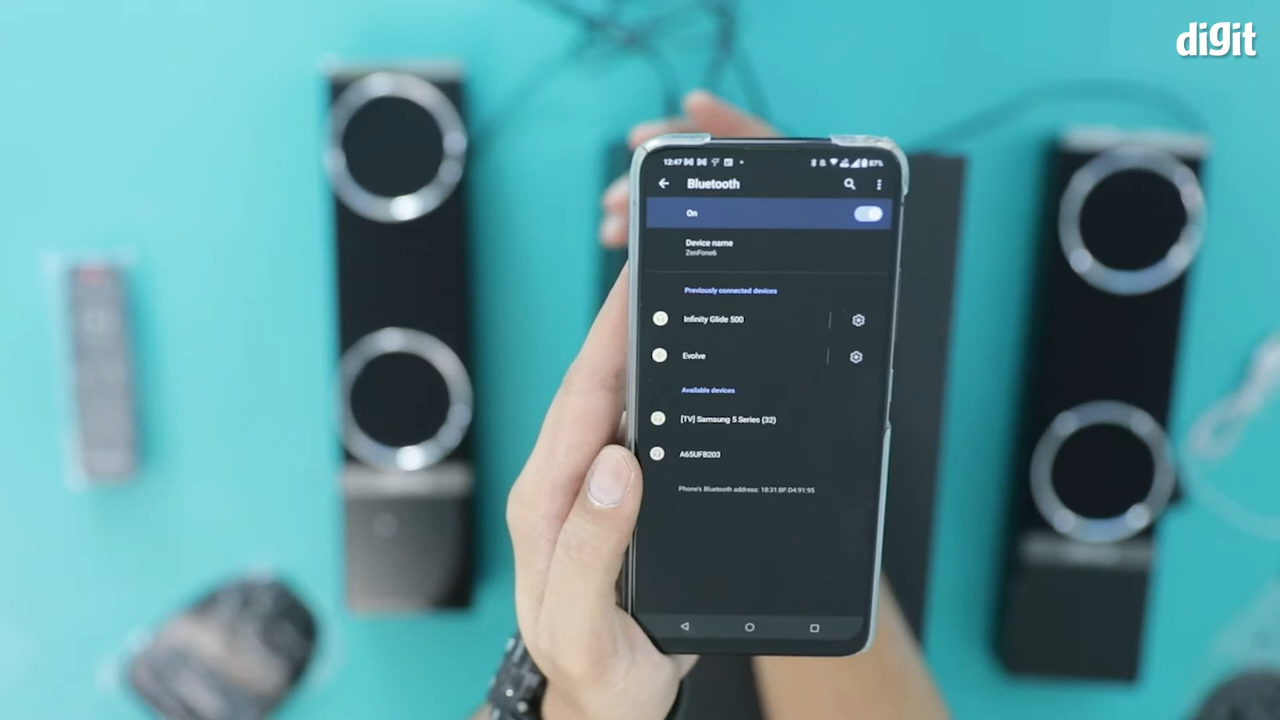 digit
12:47
87%
Bluetooth
On
Device name
ZenFone6
Previously connected devices
Infinity Glide 500
Evolve
Available devices
[TV] Samsung 5 Series (32)
A65UFB203
Phone's Bluetooth address: 18:31:BF:D4:91:95